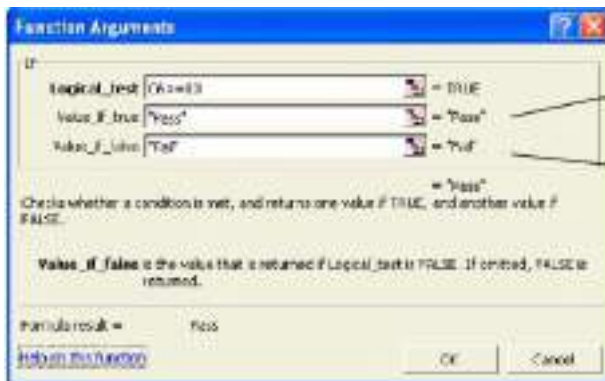 Function Arguments
IF
Logical_test = TRUE
Value_if_true "Pass" = "Pass"
Value_if_false "Fail" = "Fail"
= "Pass"
Checks whether a condition is met, and returns one value if TRUE, and another value if
FALSE.
Value_if_false is the value that is returned if Logical_test is FALSE. If omitted, FALSE is
returned.
Formula result = Pass
Help on this function OK Cancel